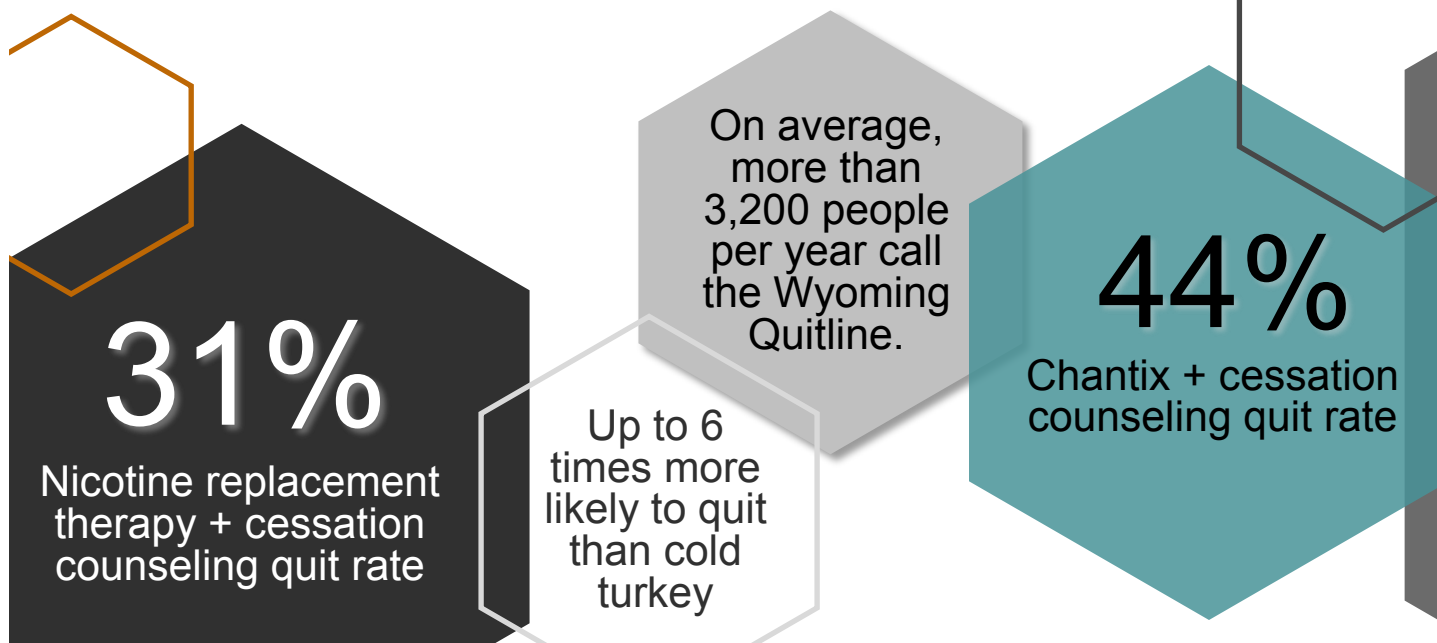 31%
Nicotine replacement
therapy + cessation
counseling quit rate
Up to 6
times more
likely to quit
than cold
turkey
On average,
more than
3,200 people
per year call
the Wyoming
Quitline.
44%
Chantix + cessation
counseling quit rate